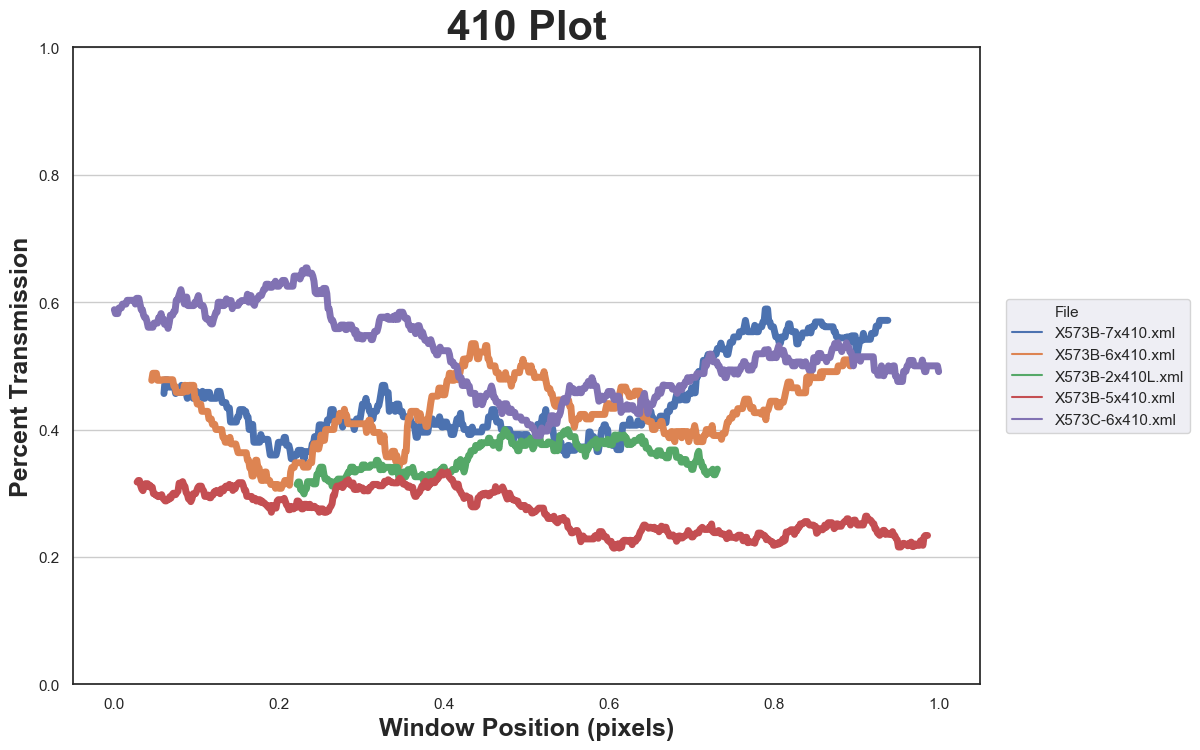 410 Plot
Percent Transmission
1.0
0.8
0.6
0.4
0.2
0.0
0.0 0.2 0.4 0.6 0.8 1.0
Window Position (pixels)
File
X573B-7x410.xml
X573B-6x410.xml
X573B-2x410L.xml
X573B-5x410.xml
X573C-6x410.xml